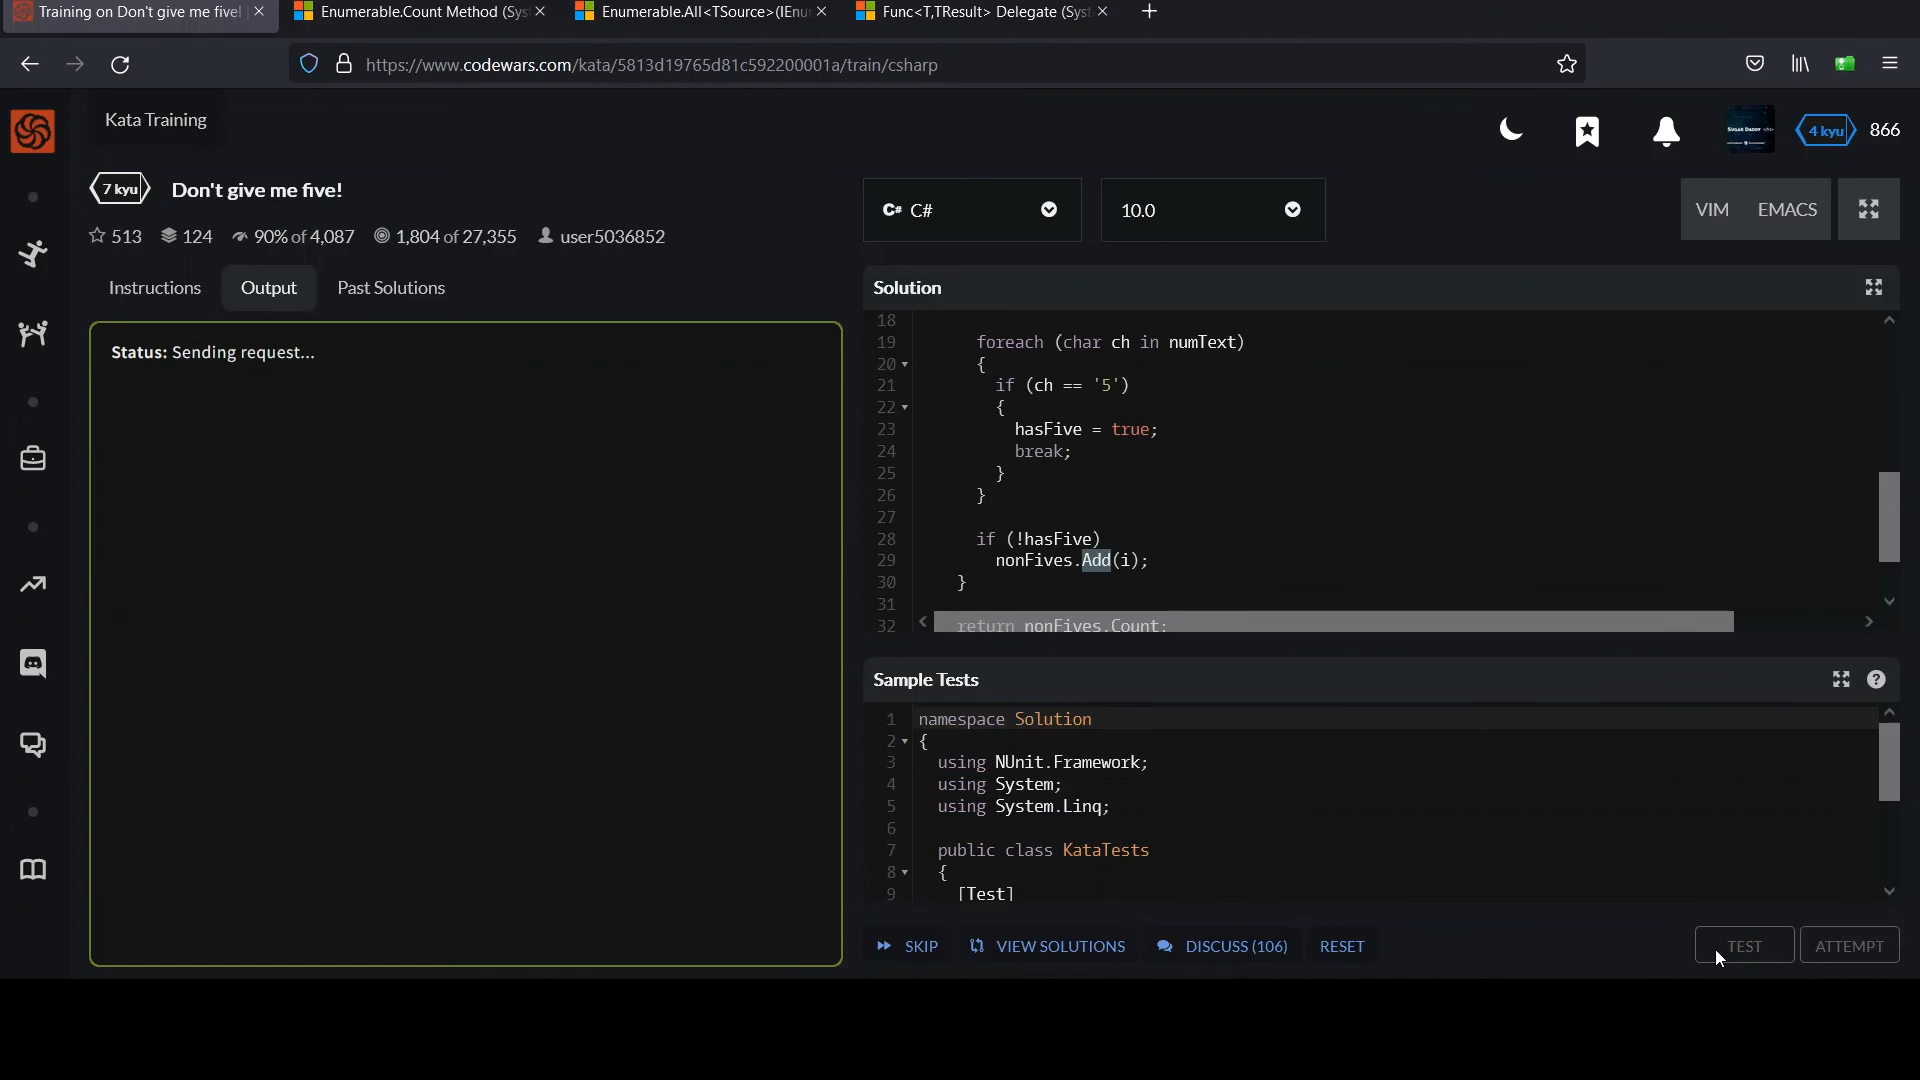 Training on Don't give me five!
Enumerable.Count Method (Sys
Enumerable.All<TSource>(IEnu
Func<T,TResult> Delegate (Syst
https://www.codewars.com/kata/5813d19765d81c592200001a/train/csharp
Kata Training
SUGAR DADDY
4 kyu 866
7 kyu Don't give me five!
513 124 90% of 4,087 1,804 of 27,355 user5036852
C# C#
10.0
VIM EMACS
Instructions Output Past Solutions
Status: Sending request...
Solution
18
19 foreach (char ch in numText)
20 {
21 if (ch == '5')
22 {
23 hasFive = true;
24 break;
25 }
26 }
27
28 if (!hasFive)
29 nonFives.Add(i);
30 }
31
32 return nonFives.Count;
Sample Tests
1 namespace Solution
2 {
3 using NUnit.Framework;
4 using System;
5 using System.Linq;
6
7 public class KataTests
8 {
9 [Test]
SKIP VIEW SOLUTIONS DISCUSS (106) RESET
TEST ATTEMPT